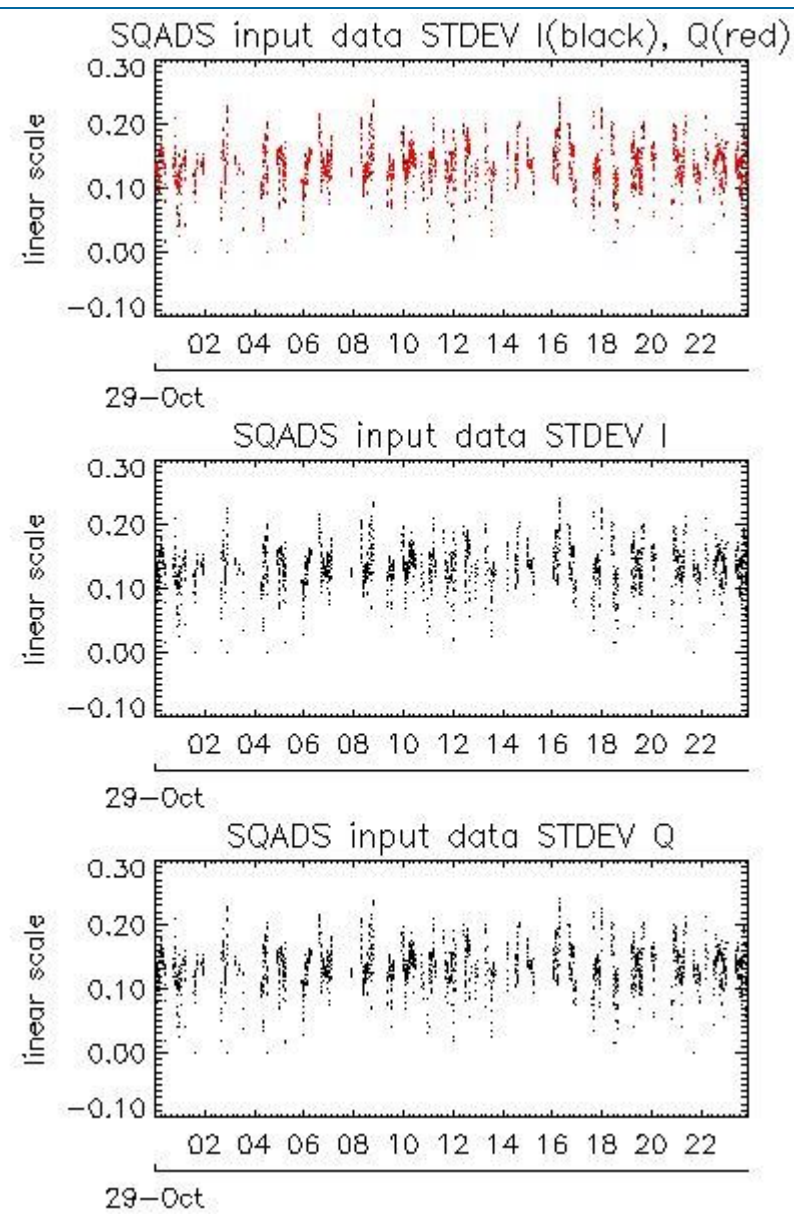 SQADS input data STDEV I(black), Q(red)
0.30
0.20
0.10
0.00
-0.10
linear scale
02 04 06 08 10 12 14 16 18 20 22
29-Oct
SQADS input data STDEV I
0.30
0.20
0.10
0.00
-0.10
linear scale
02 04 06 08 10 12 14 16 18 20 22
29-Oct
SQADS input data STDEV Q
0.30
0.20
0.10
0.00
-0.10
linear scale
02 04 06 08 10 12 14 16 18 20 22
29-Oct